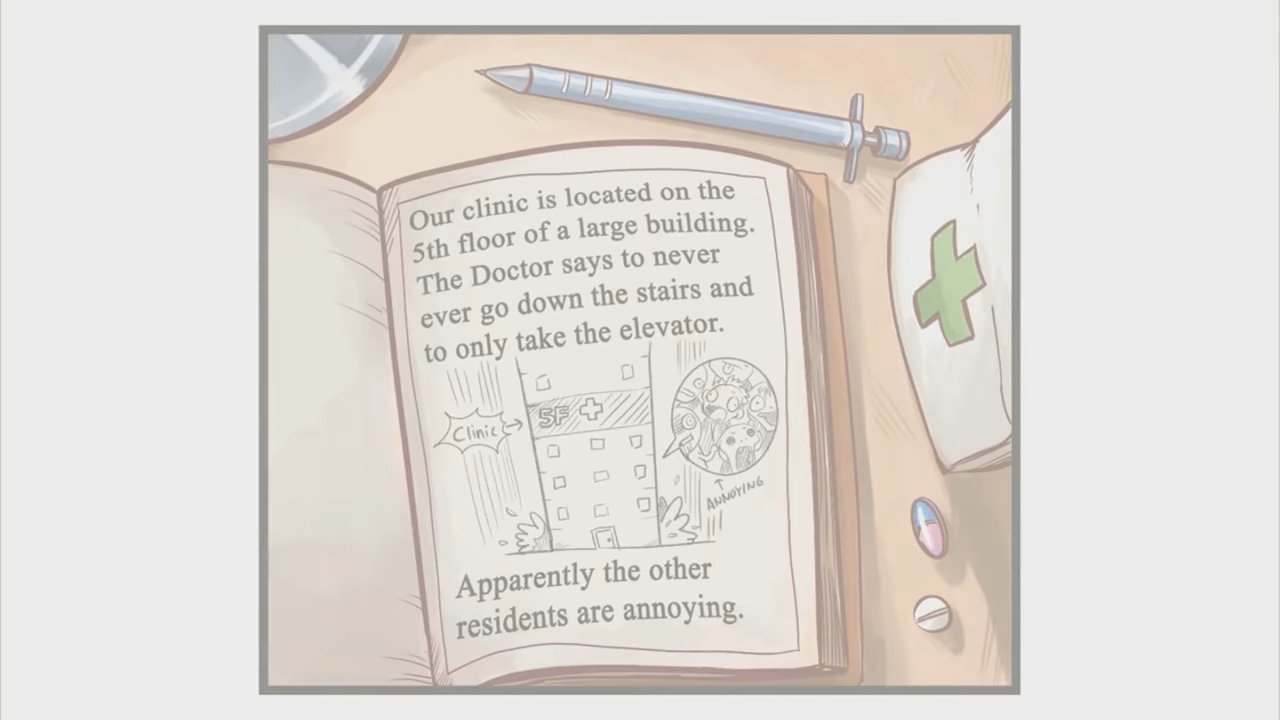 Our clinic is located on the
5th floor of a large building.
The Doctor says to never
ever go down the stairs and
to only take the elevator.
5F
Clinic
ANNOYING
Apparently the other
residents are annoying.